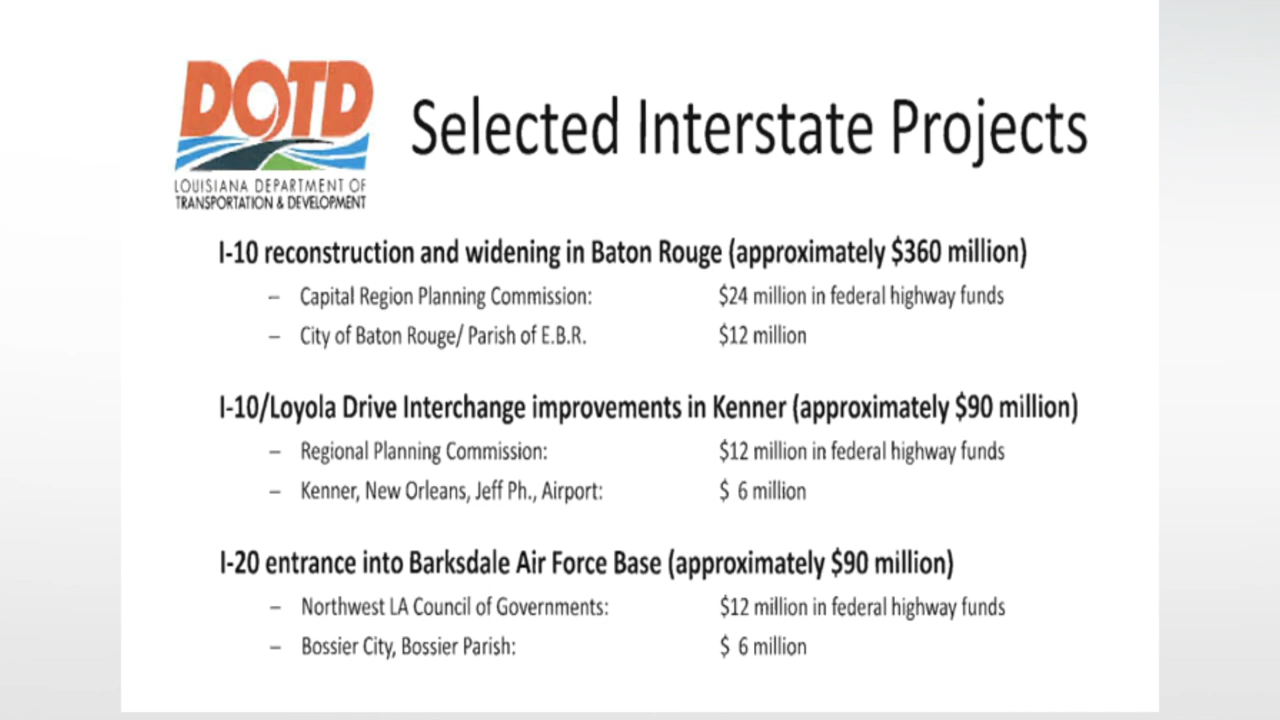 DOTD
LOUISIANA DEPARTMENT OF
TRANSPORTATION & DEVELOPMENT
Selected Interstate Projects
I-10 reconstruction and widening in Baton Rouge (approximately $360 million)
– Capital Region Planning Commission: $24 million in federal highway funds
– City of Baton Rouge/ Parish of E.B.R. $12 million
I-10/Loyola Drive Interchange improvements in Kenner (approximately $90 million)
– Regional Planning Commission: $12 million in federal highway funds
– Kenner, New Orleans, Jeff Ph., Airport: $ 6 million
I-20 entrance into Barksdale Air Force Base (approximately $90 million)
– Northwest LA Council of Governments: $12 million in federal highway funds
– Bossier City, Bossier Parish: $ 6 million